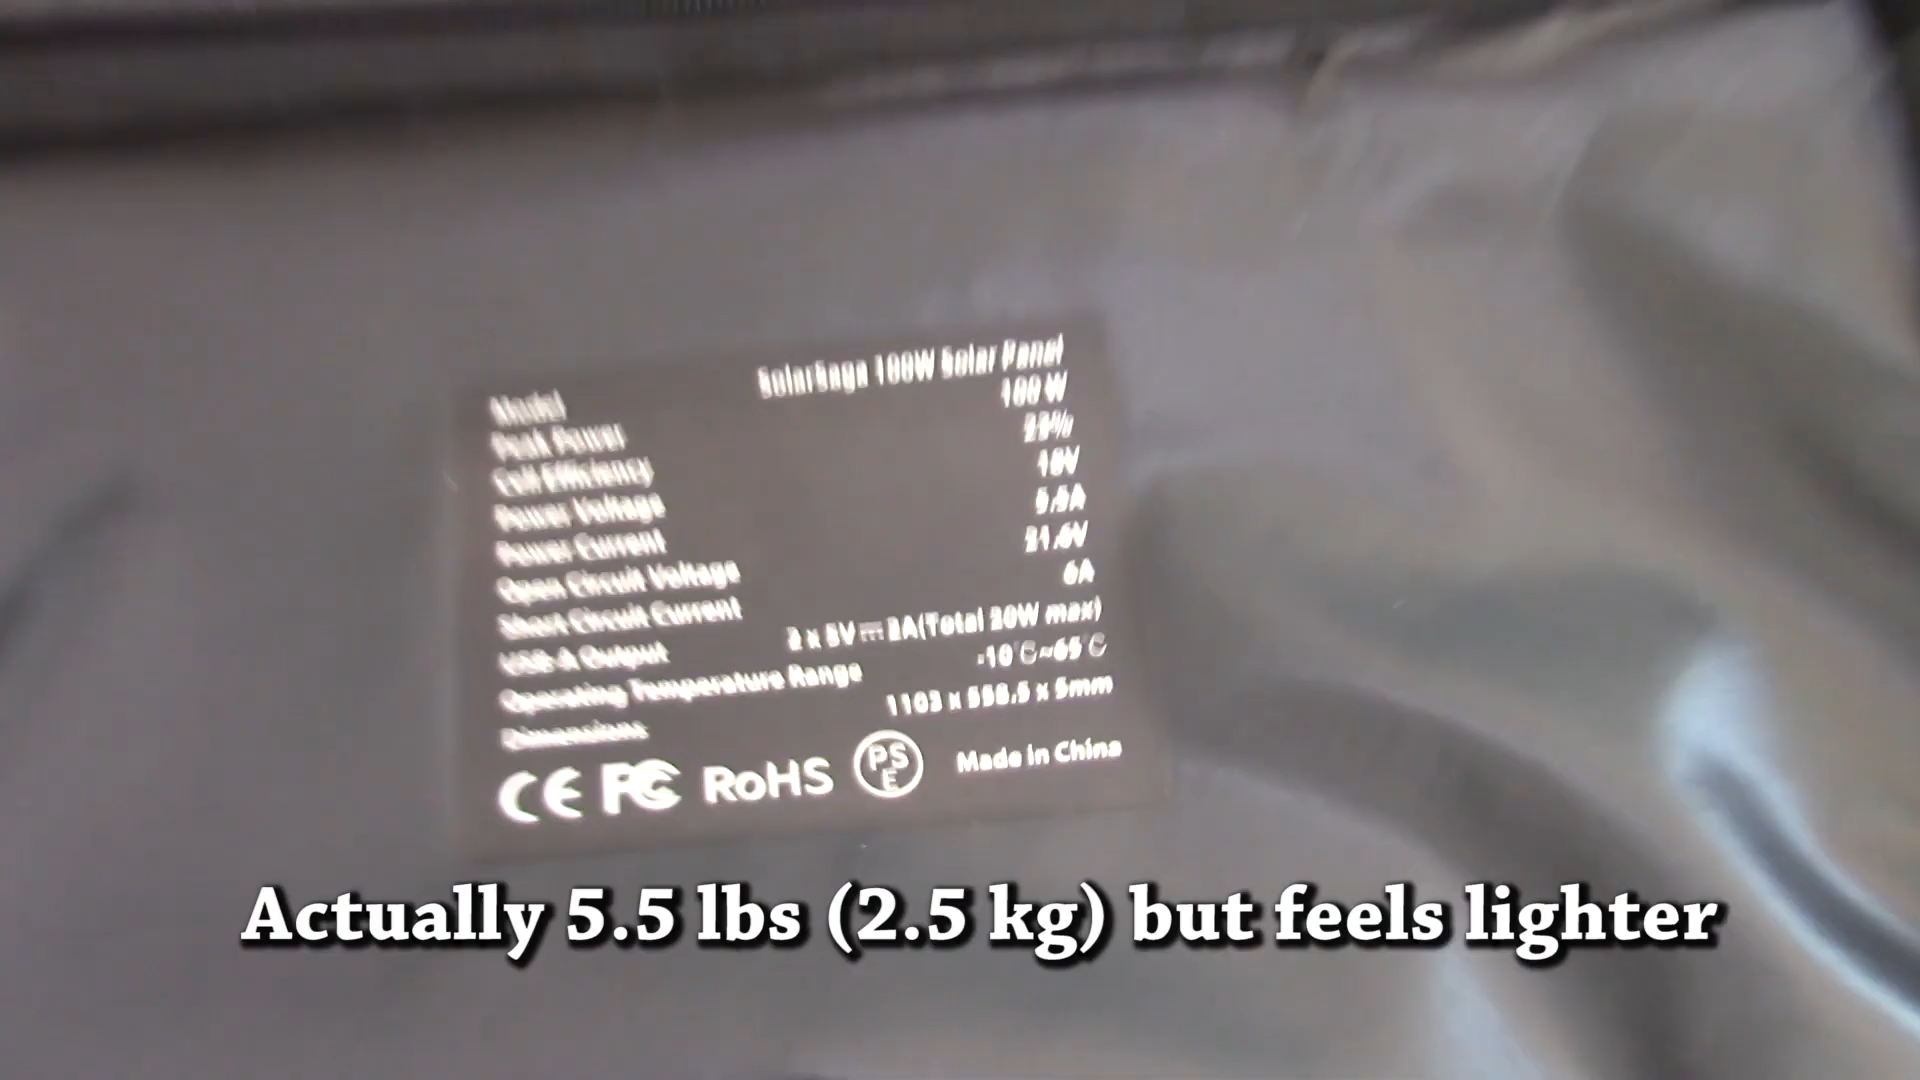 Model SolarSaga 100W Solar Panel
Peak Power 100 W
Cell Efficiency 23%
Power Voltage 18V
Power Current 5.5A
Open Circuit Voltage 21.6V
Short Circuit Current 6A
USB-A Output 2 x 5V⎓2A(Total 20W max)
Operating Temperature Range -10℃~65℃
Dimensions 1103 x 556.5 x 5mm
CE FC RoHS PSE Made in China
Actually 5.5 lbs (2.5 kg) but feels lighter